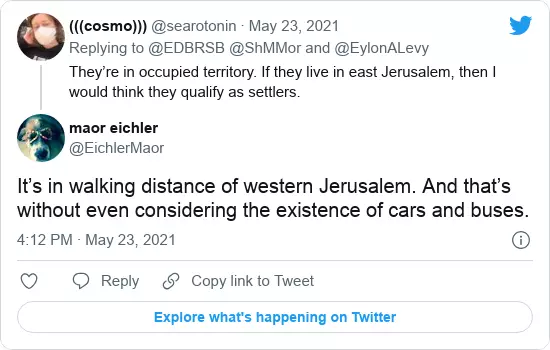 (((cosmo))) @searotonin · May 23, 2021
Replying to @EDBRSB @ShMMor and @EylonALevy
They’re in occupied territory. If they live in east Jerusalem, then I
would think they qualify as settlers.
maor eichler
@EichlerMaor
It’s in walking distance of western Jerusalem. And that’s
without even considering the existence of cars and buses.
4:12 PM · May 23, 2021
Reply
Copy link to Tweet
Explore what's happening on Twitter